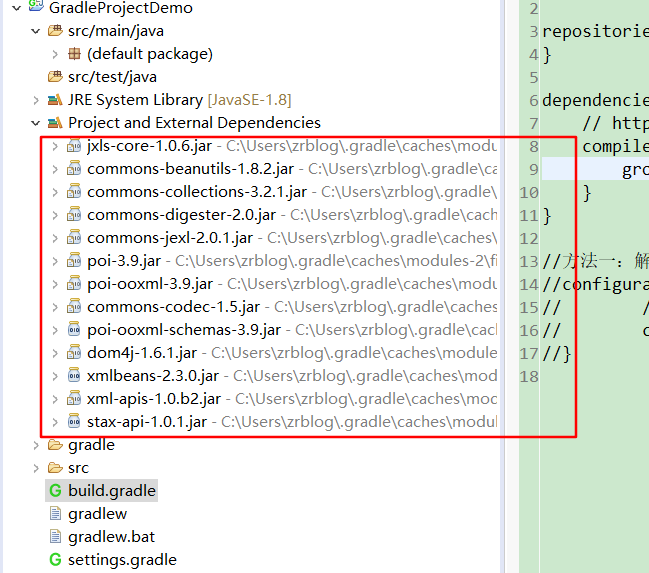 GradleProjectDemo
src/main/java
(default package)
src/test/java
JRE System Library [JavaSE-1.8]
Project and External Dependencies
jxls-core-1.0.6.jar - C:\Users\zrblog\.gradle\caches\modu
commons-beanutils-1.8.2.jar - C:\Users\zrblog\.gradle\ca
commons-collections-3.2.1.jar - C:\Users\zrblog\.gradle\
commons-digester-2.0.jar - C:\Users\zrblog\.gradle\cach
commons-jexl-2.0.1.jar - C:\Users\zrblog\.gradle\caches\
poi-3.9.jar - C:\Users\zrblog\.gradle\caches\modules-2\fi
poi-ooxml-3.9.jar - C:\Users\zrblog\.gradle\caches\mod
commons-codec-1.5.jar - C:\Users\zrblog\.gradle\caches
poi-ooxml-schemas-3.9.jar - C:\Users\zrblog\.gradle\cac
dom4j-1.6.1.jar - C:\Users\zrblog\.gradle\caches\module
xmlbeans-2.3.0.jar - C:\Users\zrblog\.gradle\caches\mod
xml-apis-1.0.b2.jar - C:\Users\zrblog\.gradle\caches\mo
stax-api-1.0.1.jar - C:\Users\zrblog\.gradle\caches\modul
gradle
src
build.gradle
gradlew
gradlew.bat
settings.gradle
2
3 repositorie
4 }
5
6 dependencie
7 // http
8 compile
9 gro
10 }
11 }
12
13 //方法一：解
14 //configura
15 // /
16 // c
17 //}
18